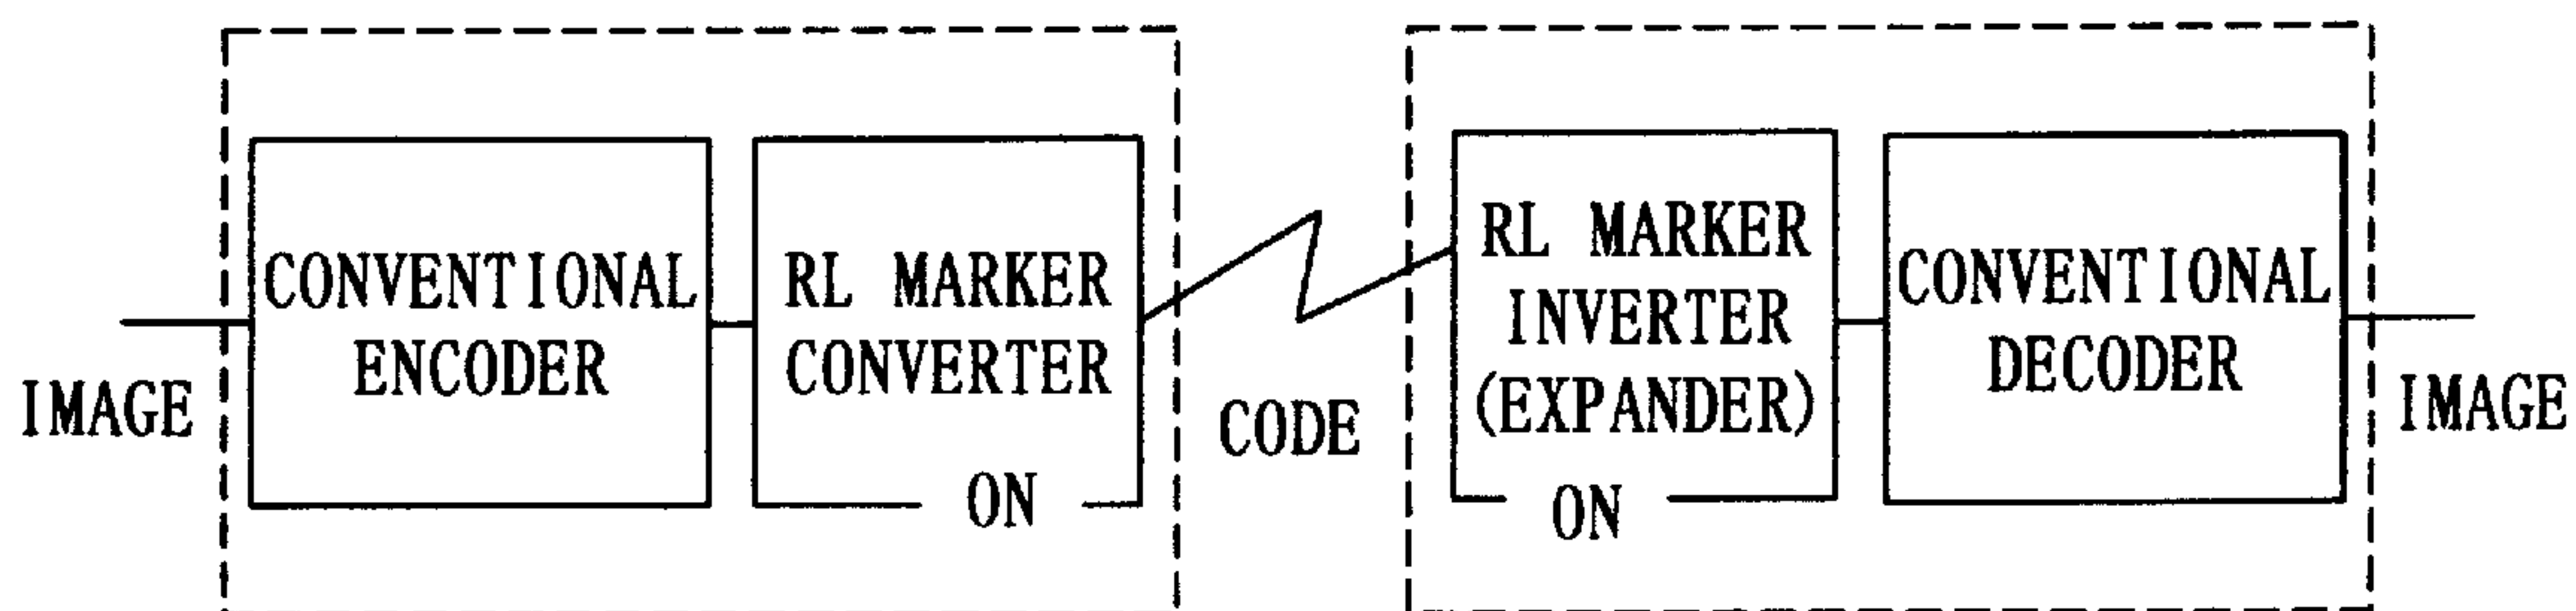 IMAGE
CONVENTIONAL
ENCODER
RL MARKER
CONVERTER
ON
CODE
RL MARKER
INVERTER
(EXPANDER)
ON
CONVENTIONAL
DECODER
IMAGE